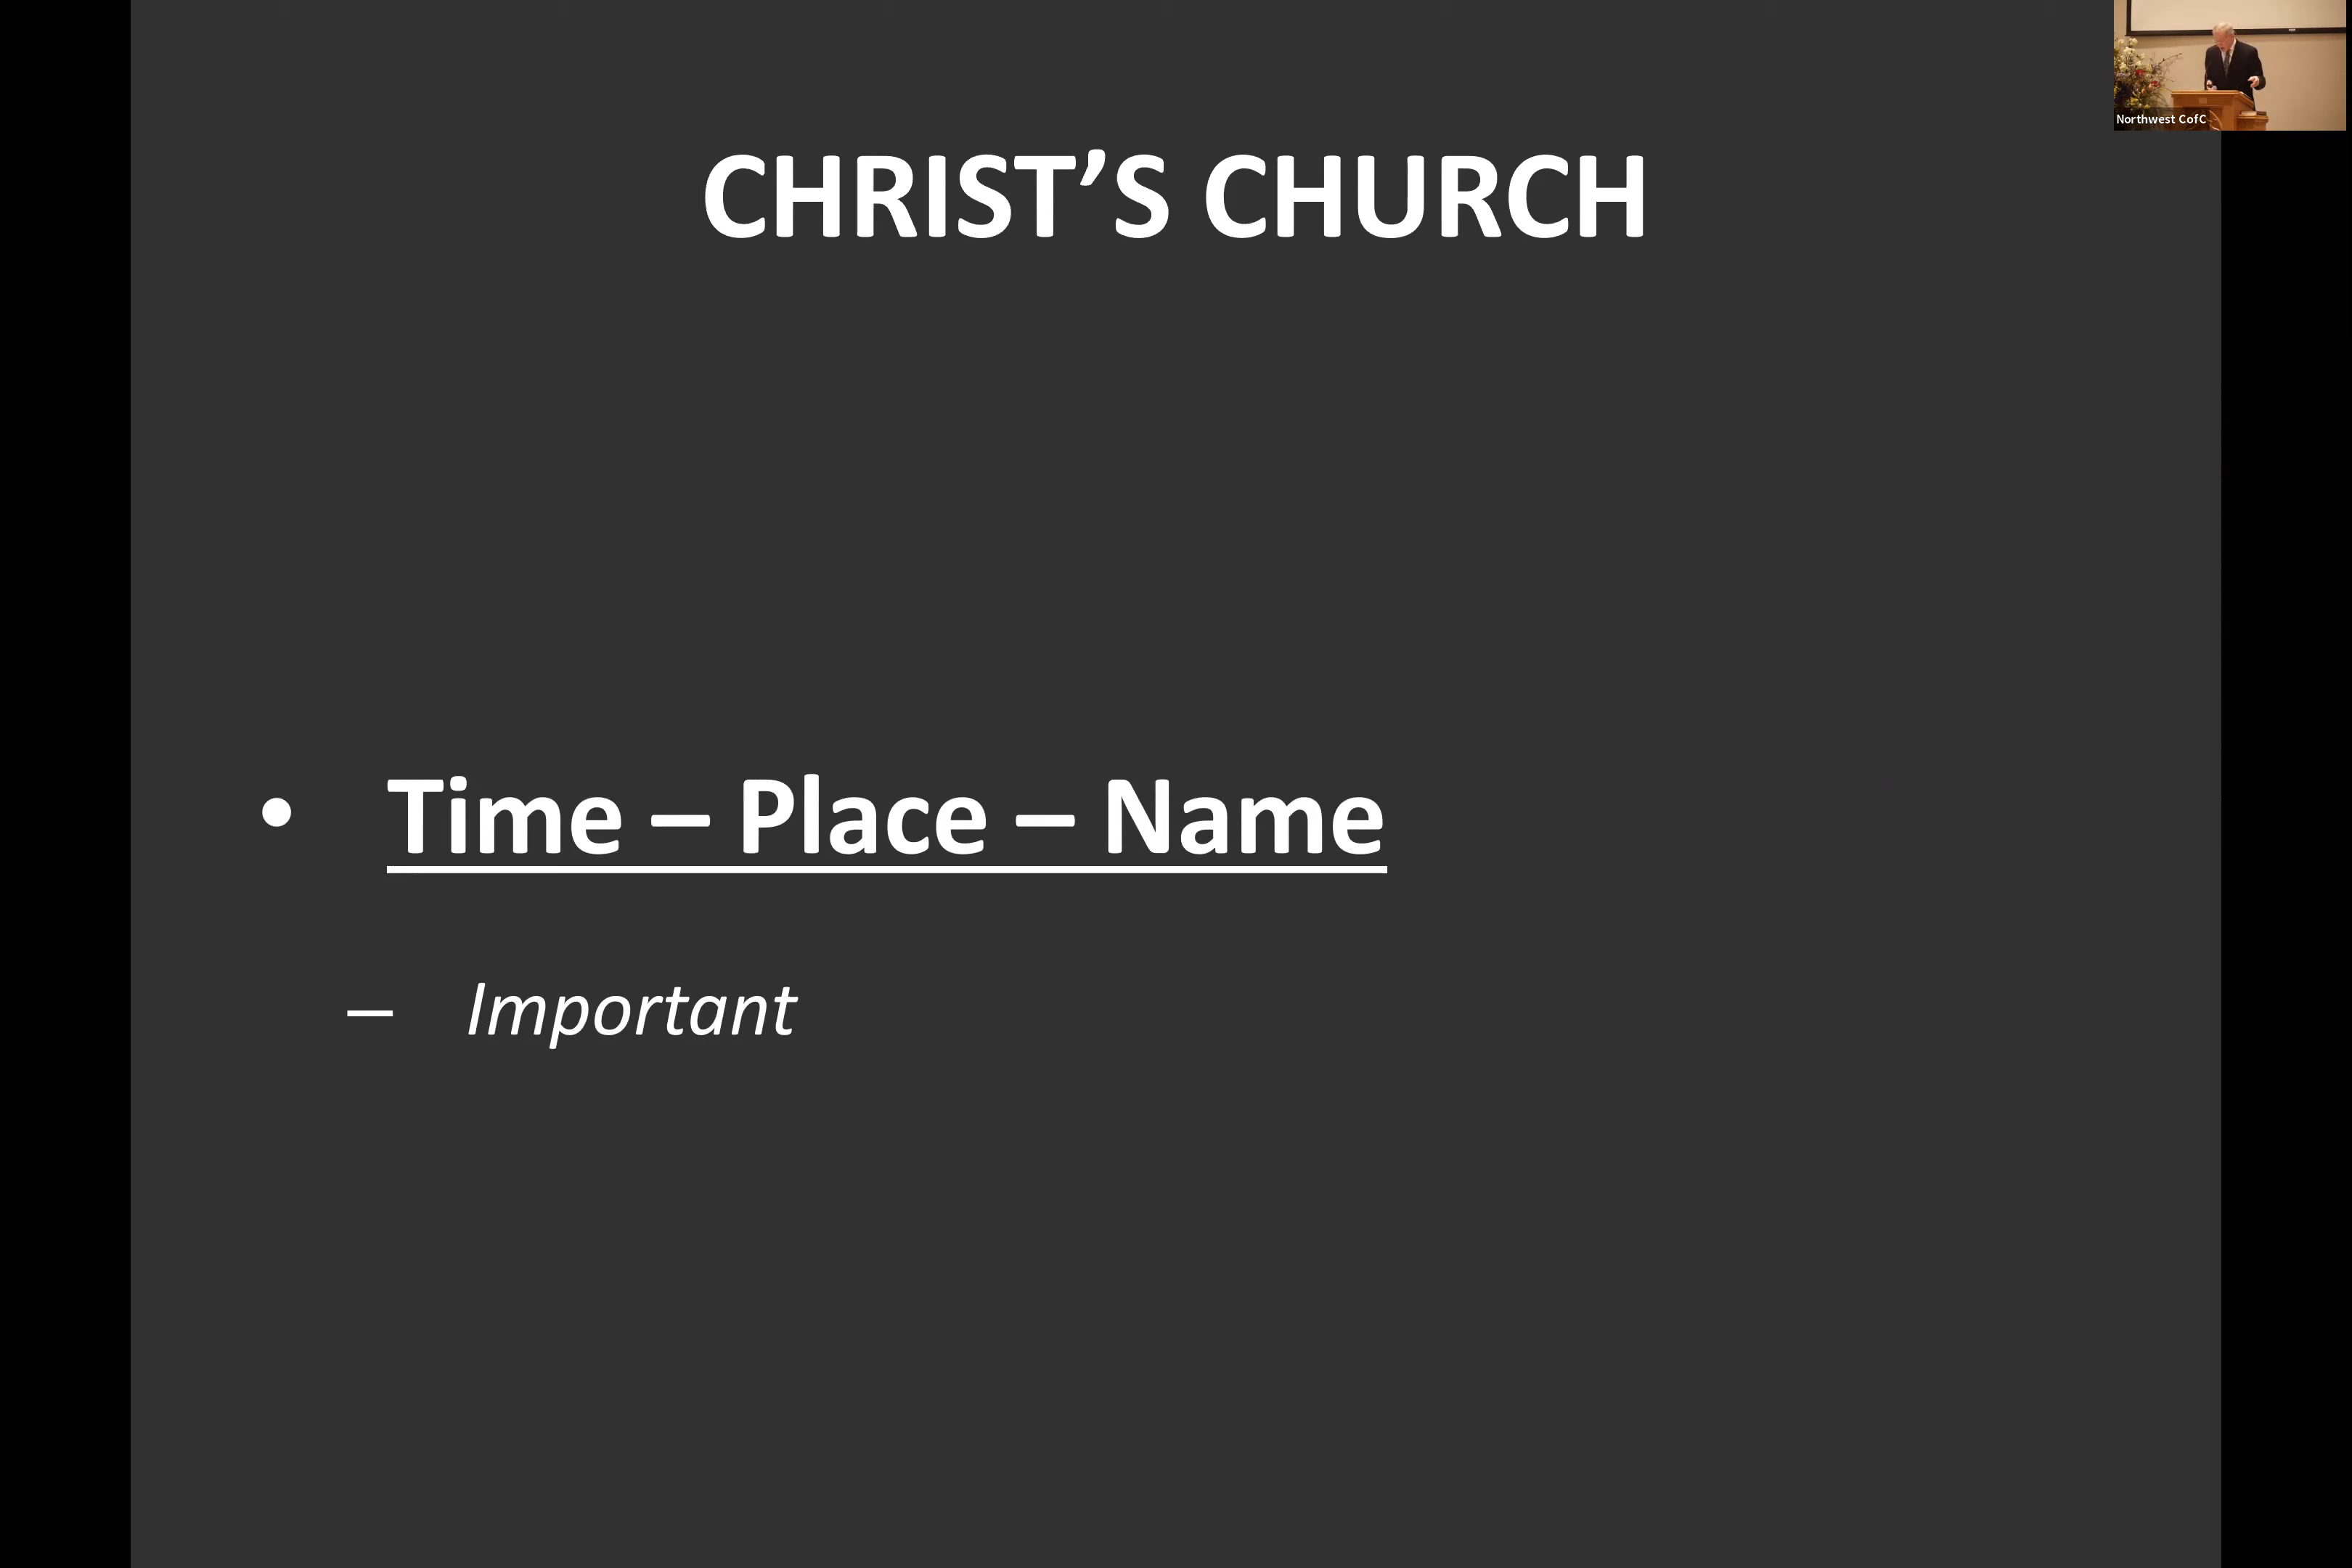 CHRIST’S CHURCH
Northwest CofC
• Time – Place – Name
– Important